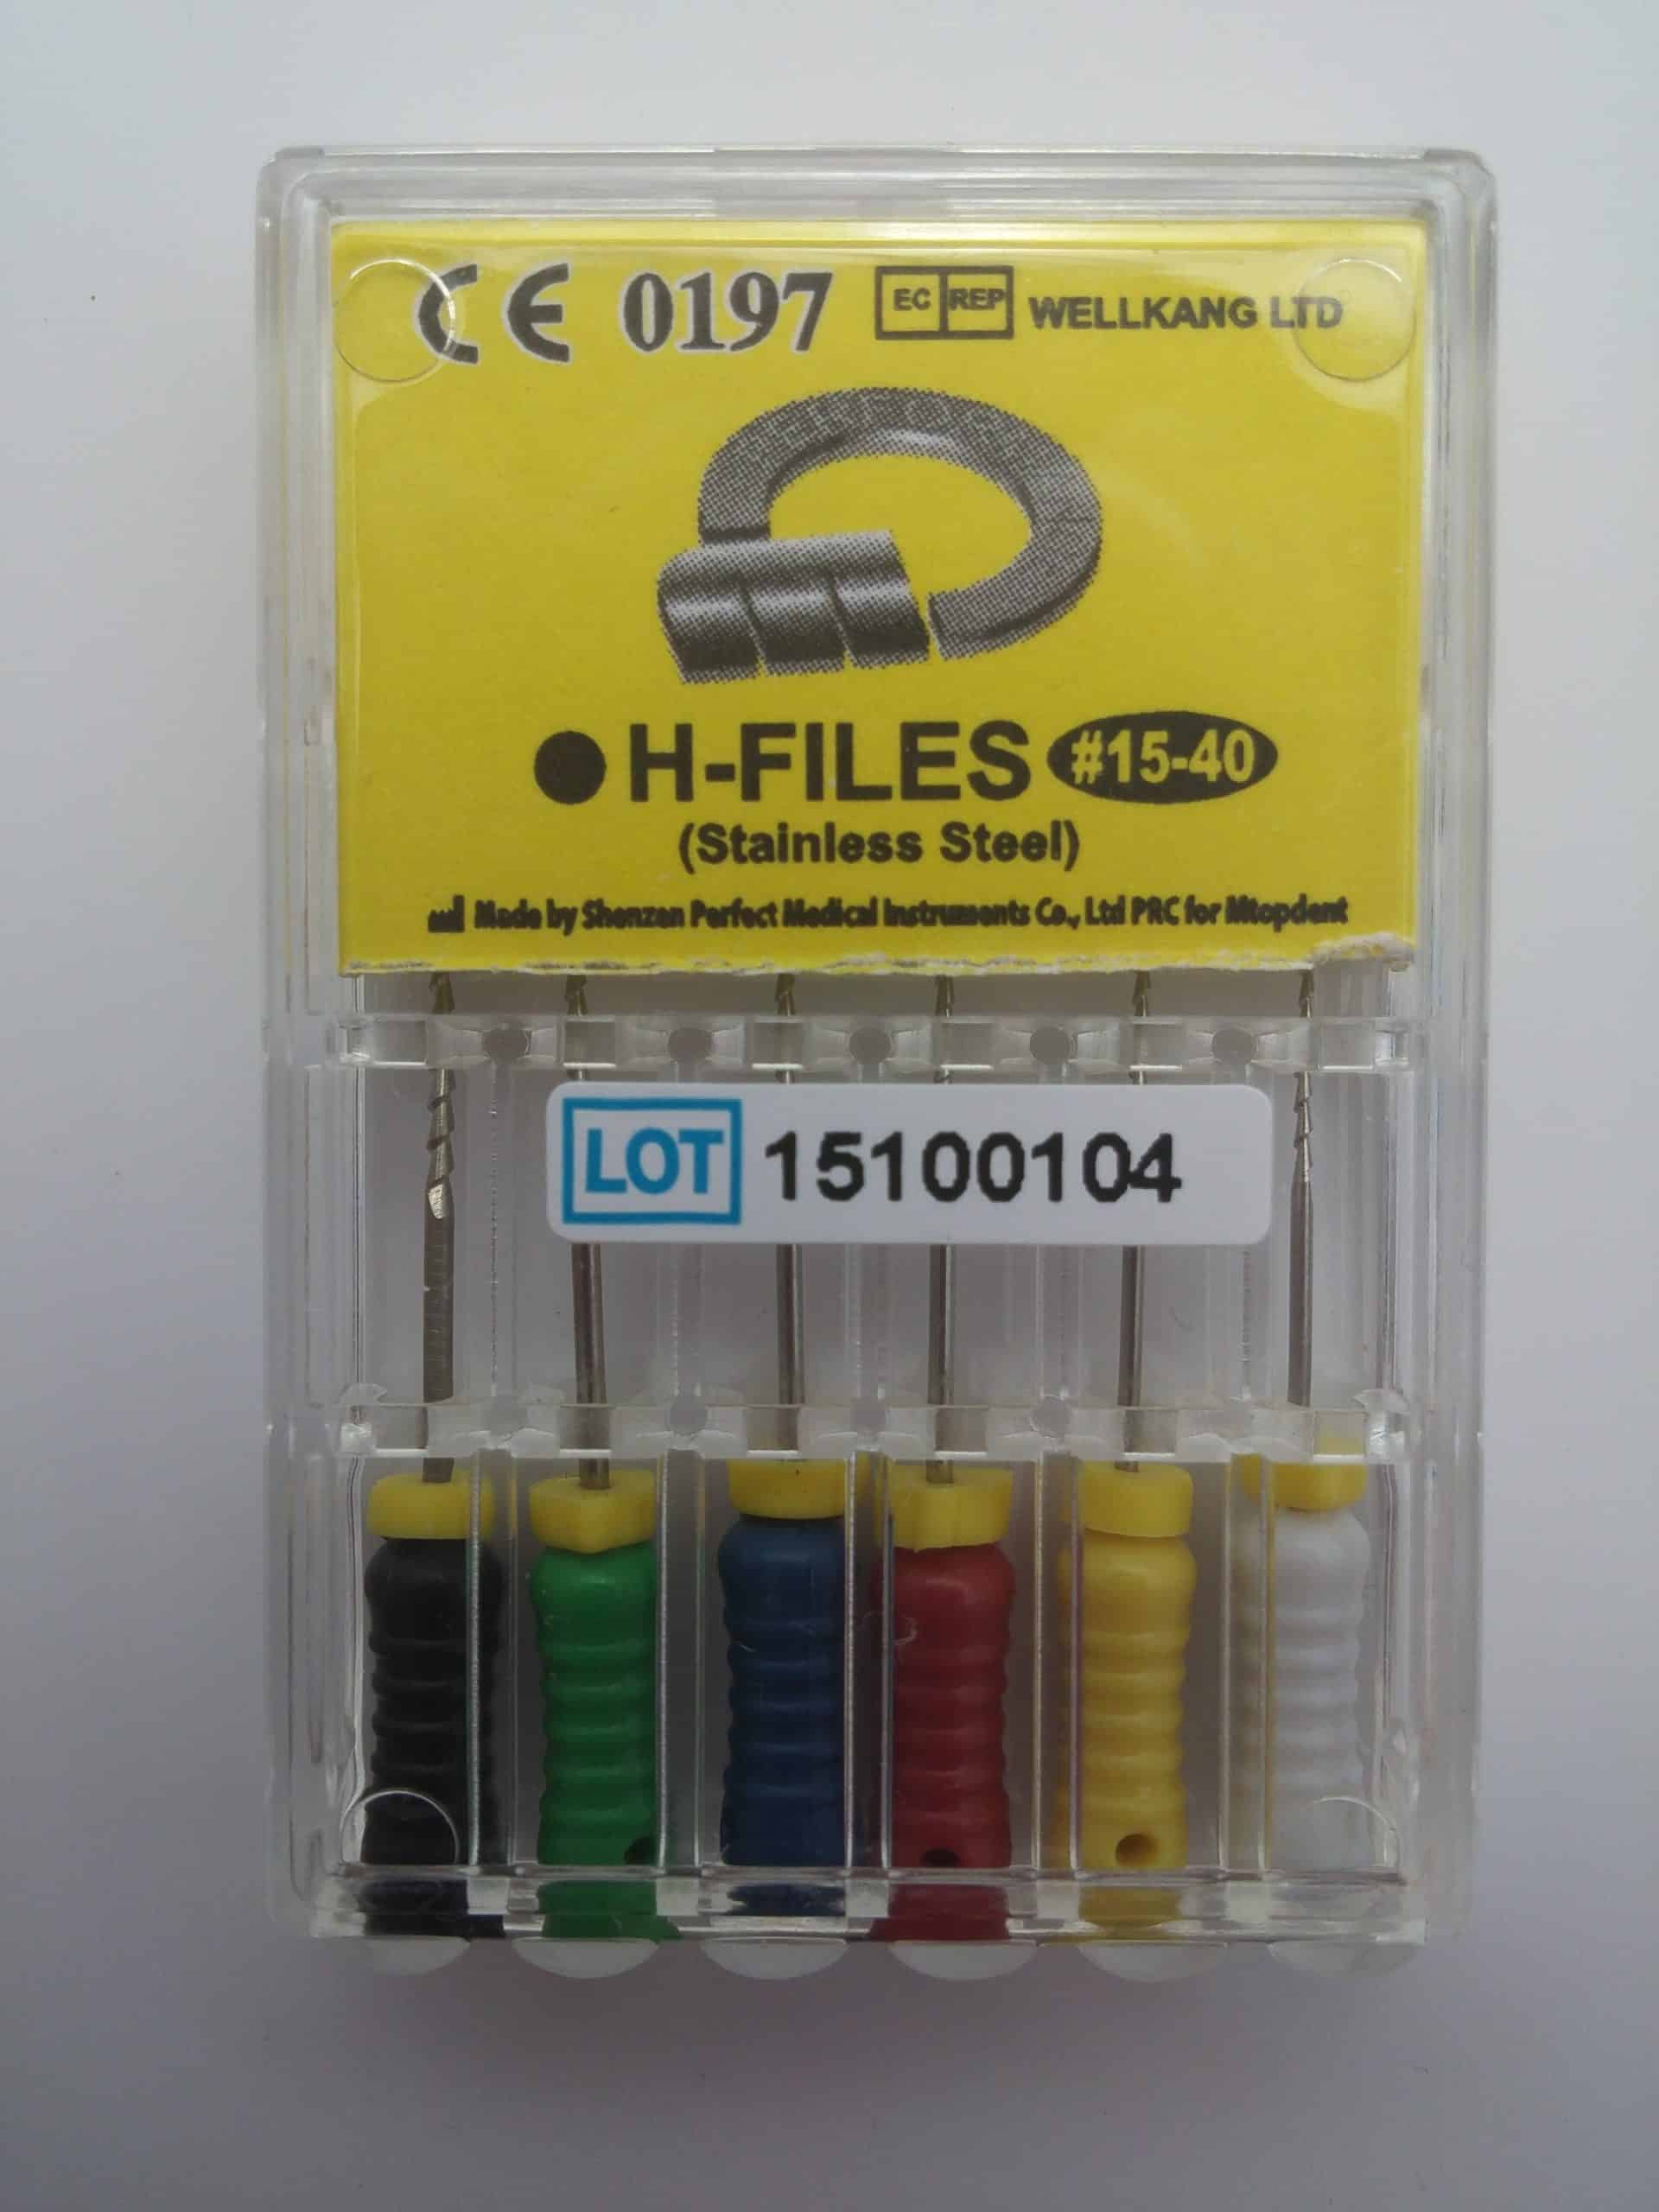 CE 0197 EC REP WELLKANG LTD
H-FILES #15-40
(Stainless Steel)
Made by Shenzen Perfect Medical Instruments Co., Ltd PRC for Mtopdent
LOT 15100104